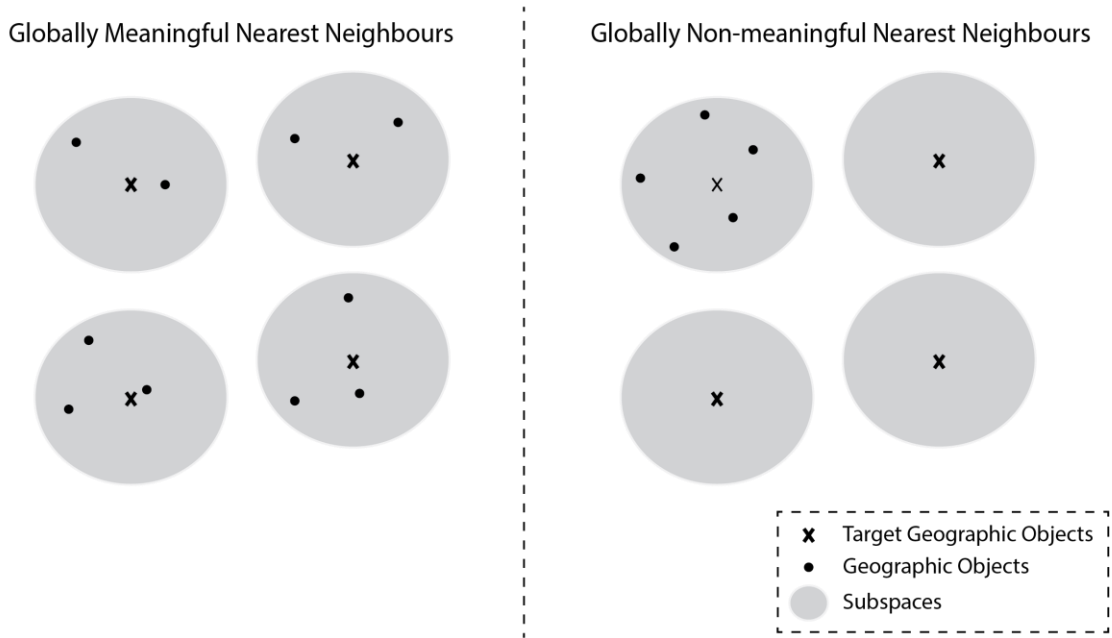 Globally Meaningful Nearest Neighbours
Globally Non-meaningful Nearest Neighbours
Target Geographic Objects
Geographic Objects
Subspaces